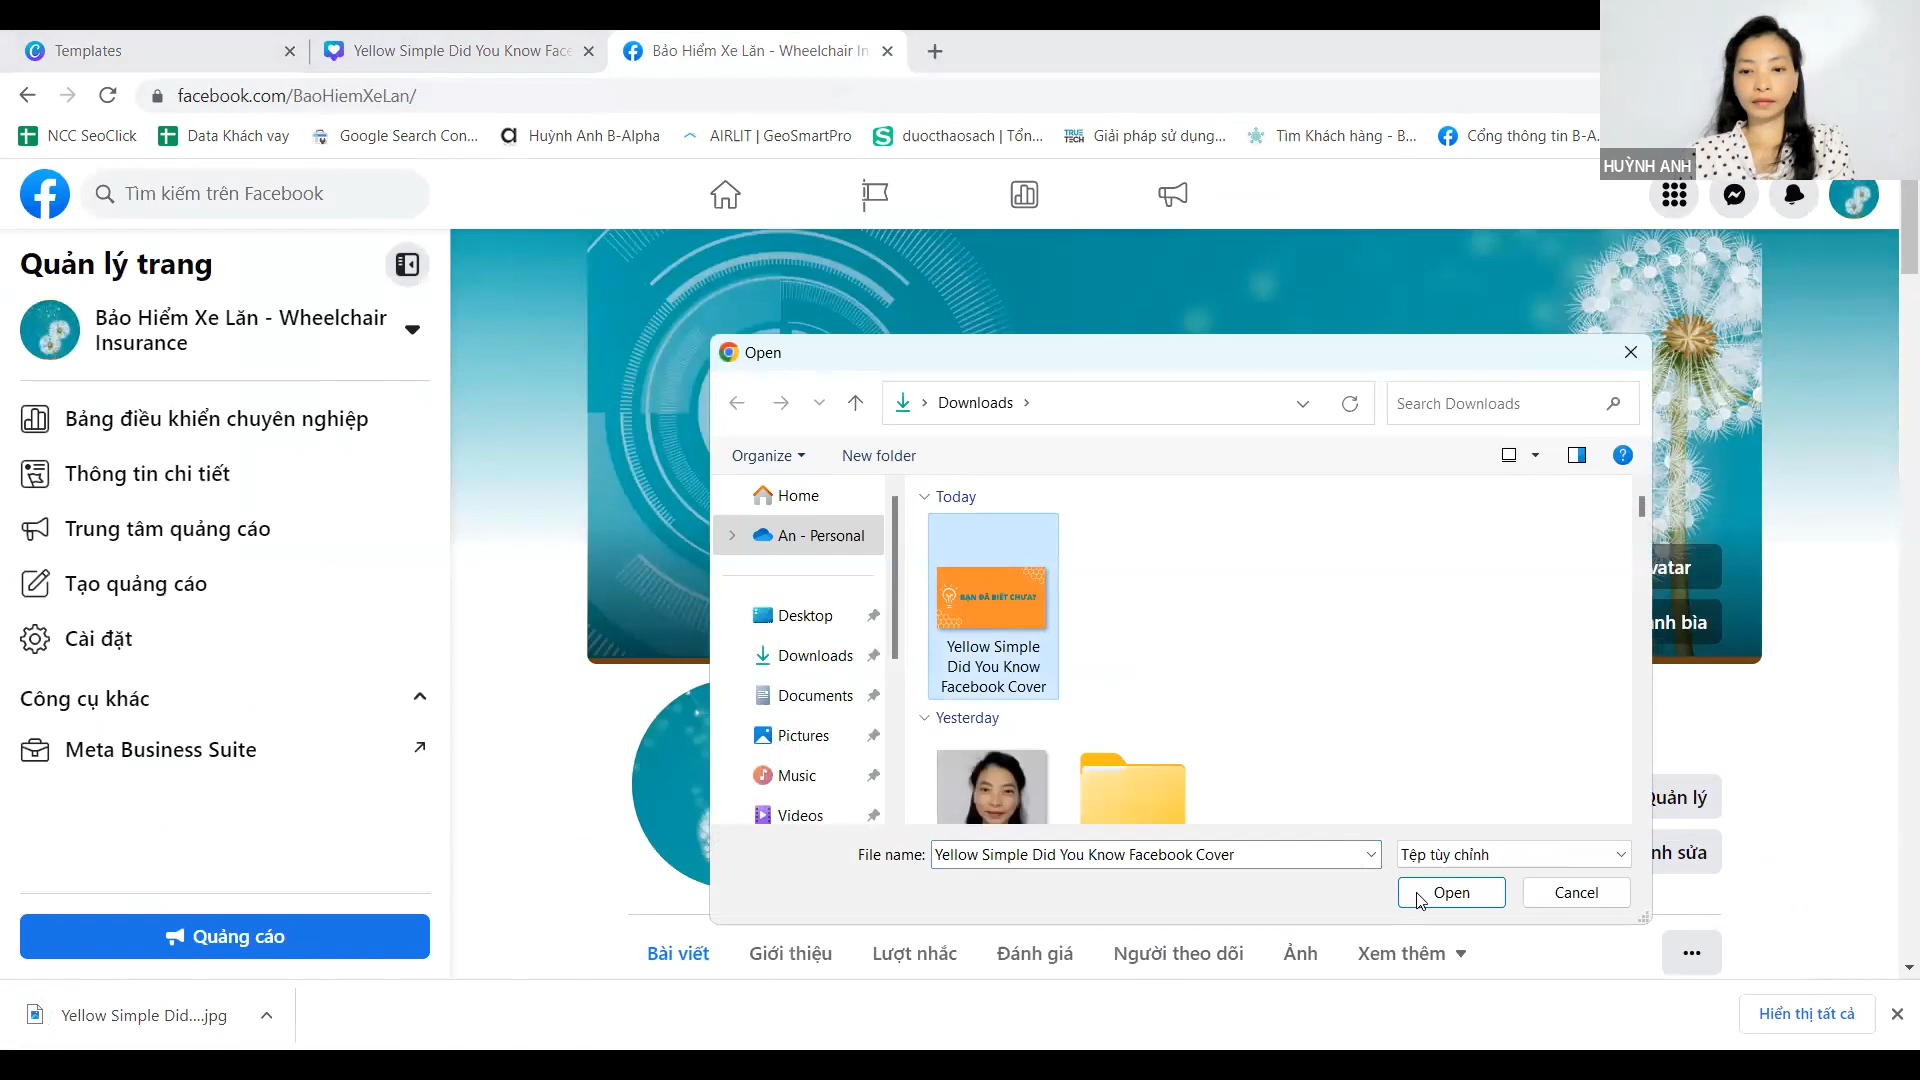 Templates
Yellow Simple Did You Know Face
Bảo Hiểm Xe Lăn - Wheelchair In
facebook.com/BaoHiemXeLan/
NCC SeoClick
Data Khách vay
Google Search Con...
Huỳnh Anh B-Alpha
AIRLIT | GeoSmartPro
duocthaosach | Tổn...
TRUE TECH
Giải pháp sử dụng...
Tìm Khách hàng - B...
Cổng thông tin B-A
HUỲNH ANH
Tìm kiếm trên Facebook
Quản lý trang
Bảo Hiểm Xe Lăn - Wheelchair
Insurance
Bảng điều khiển chuyên nghiệp
Thông tin chi tiết
Trung tâm quảng cáo
Tạo quảng cáo
Cài đặt
Công cụ khác
Meta Business Suite
Quảng cáo
Open
Downloads
Search Downloads
Organize
New folder
Home
An - Personal
Desktop
Downloads
Documents
Pictures
Music
Videos
Today
BẠN ĐÃ BIẾT CHƯA?
Yellow Simple
Did You Know
Facebook Cover
Yesterday
File name:
Yellow Simple Did You Know Facebook Cover
Tệp tùy chỉnh
Open
Cancel
vatar
ảnh bìa
Quản lý
nh sửa
Bài viết
Giới thiệu
Lượt nhắc
Đánh giá
Người theo dõi
Ảnh
Xem thêm
Yellow Simple Did....jpg
Hiển thị tất cả